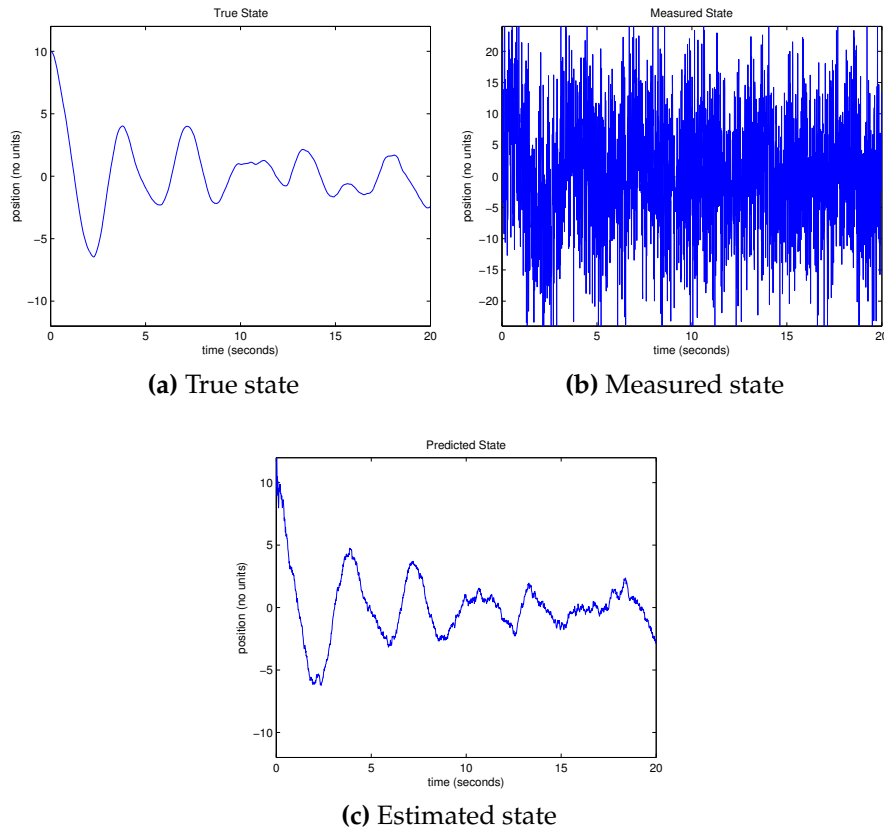 True State
10
5
0
−5
−10
position (no units)
0 5 10 15 20
time (seconds)
(a) True state
Measured State
20
15
10
5
0
−5
−10
−15
−20
position (no units)
0 5 10 15 20
time (seconds)
(b) Measured state
Predicted State
10
5
0
−5
−10
position (no units)
0 5 10 15 20
time (seconds)
(c) Estimated state